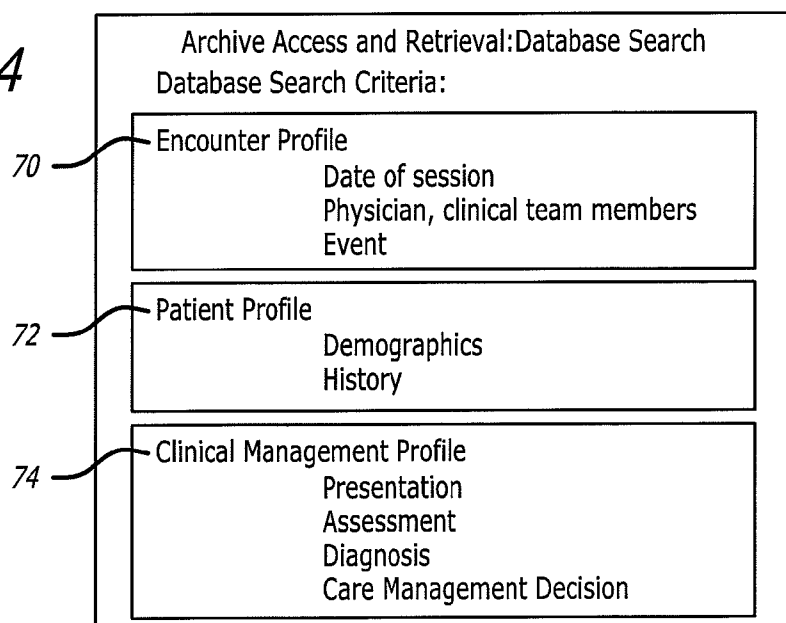 4
Archive Access and Retrieval:Database Search
Database Search Criteria:
70
Encounter Profile
Date of session
Physician, clinical team members
Event
72
Patient Profile
Demographics
History
74
Clinical Management Profile
Presentation
Assessment
Diagnosis
Care Management Decision